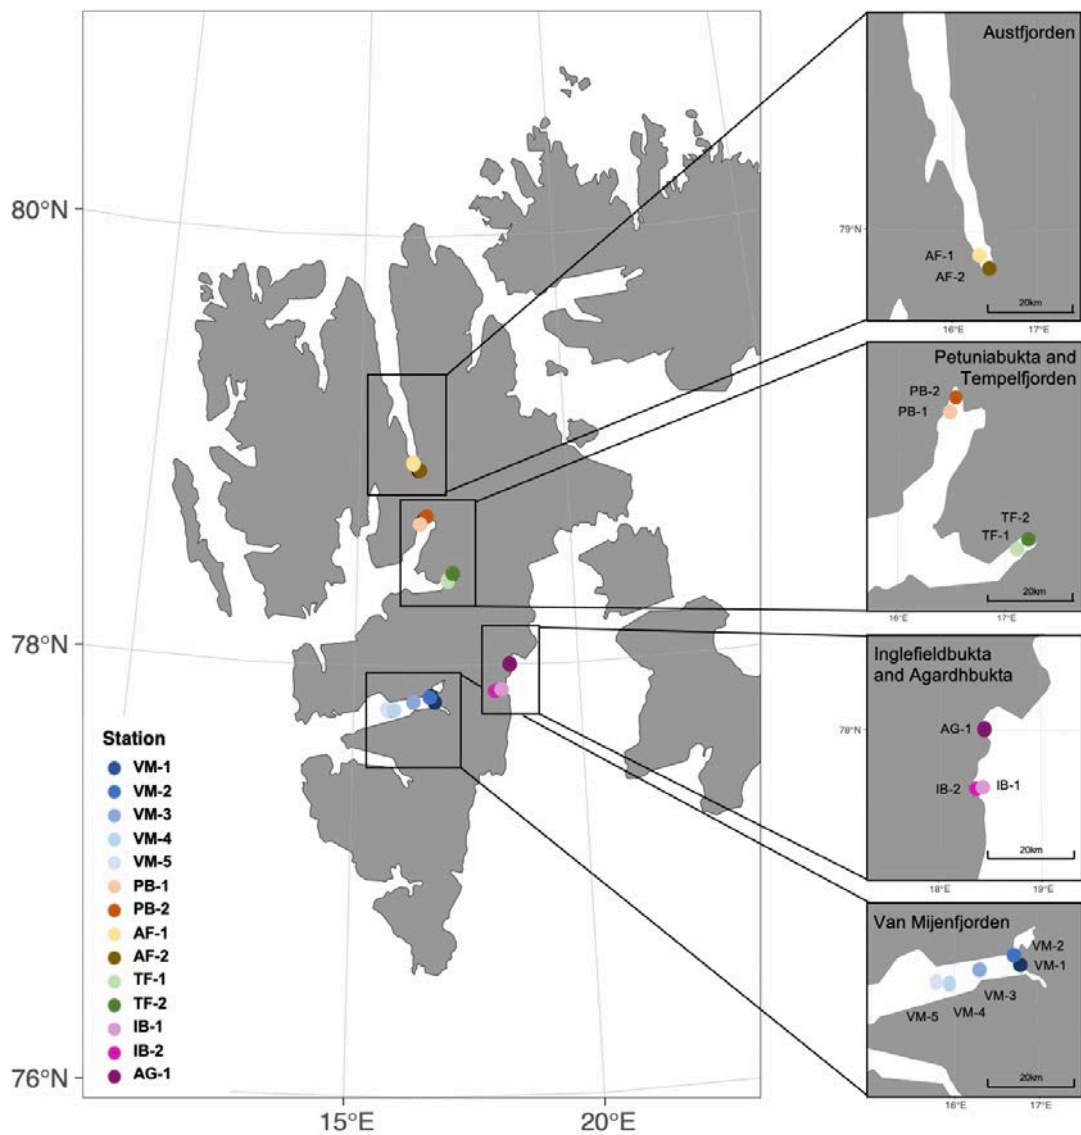 80°N
78°N
76°N
15°E
20°E
Station
VM-1
VM-2
VM-3
VM-4
VM-5
PB-1
PB-2
AF-1
AF-2
TF-1
TF-2
IB-1
IB-2
AG-1
Austfjorden
79°N
AF-1
AF-2
20km
16°E
17°E
Petuniabukta and
Tempelfjorden
PB-2
PB-1
TF-2
TF-1
20km
16°E
17°E
Inglefieldbukta
and Agardhbukta
78°N
AG-1
IB-2
IB-1
20km
18°E
19°E
Van Mijenfjorden
VM-2
VM-1
VM-3
VM-4
VM-5
20km
16°E
17°E